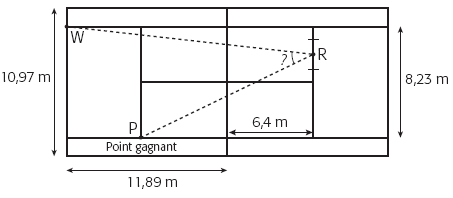 W
?
R
10,97 m
8,23 m
P
6,4 m
Point gagnant
11,89 m